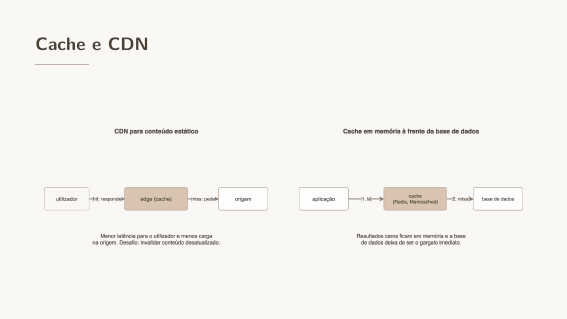 Cache e CDN
CDN para conteúdo estático
utilizador
hit: responde
edge (cache)
miss: pede
origem
Menor latência para o utilizador e menos carga
na origem. Desafio: invalidar conteúdo desatualizado.
Cache em memória à frente da base de dados
aplicação
1. lê
cache
(Redis, Memcached)
2. miss
base de dados
Resultados caros ficam em memória e a base
de dados deixa de ser o gargalo imediato.